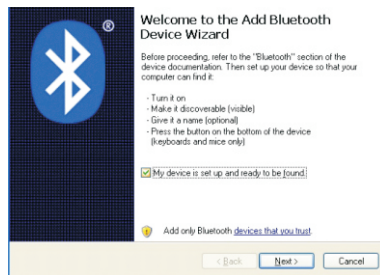 ®
Welcome to the Add Bluetooth
Device Wizard
Before proceeding, refer to the "Bluetooth" section of the
device documentation. Then set up your device so that your
computer can find it:
- Turn it on
- Make it discoverable (visible)
- Give it a name (optional)
- Press the button on the bottom of the device
(keyboards and mice only)
My device is set up and ready to be found.
Add only Bluetooth devices that you trust.
< Back Next > Cancel